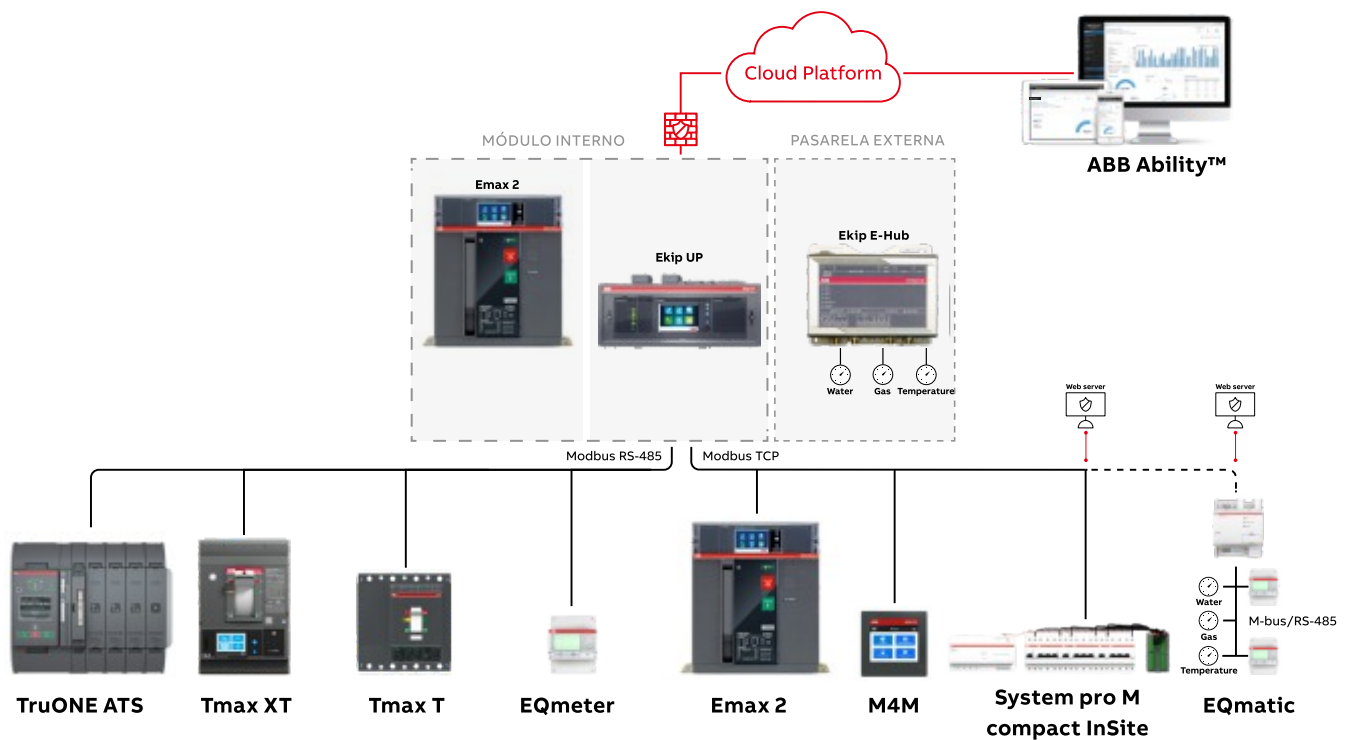 Cloud Platform
ABB Ability™
MÓDULO INTERNO
PASARELA EXTERNA
Emax 2
Ekip UP
Ekip E-Hub
Water
Gas
Temperature
Web server
Web server
Modbus RS-485
Modbus TCP
Water
Gas
Temperature
M-bus/RS-485
TruONE ATS
Tmax XT
Tmax T
EQmeter
Emax 2
M4M
System pro M
compact InSite
EQmatic